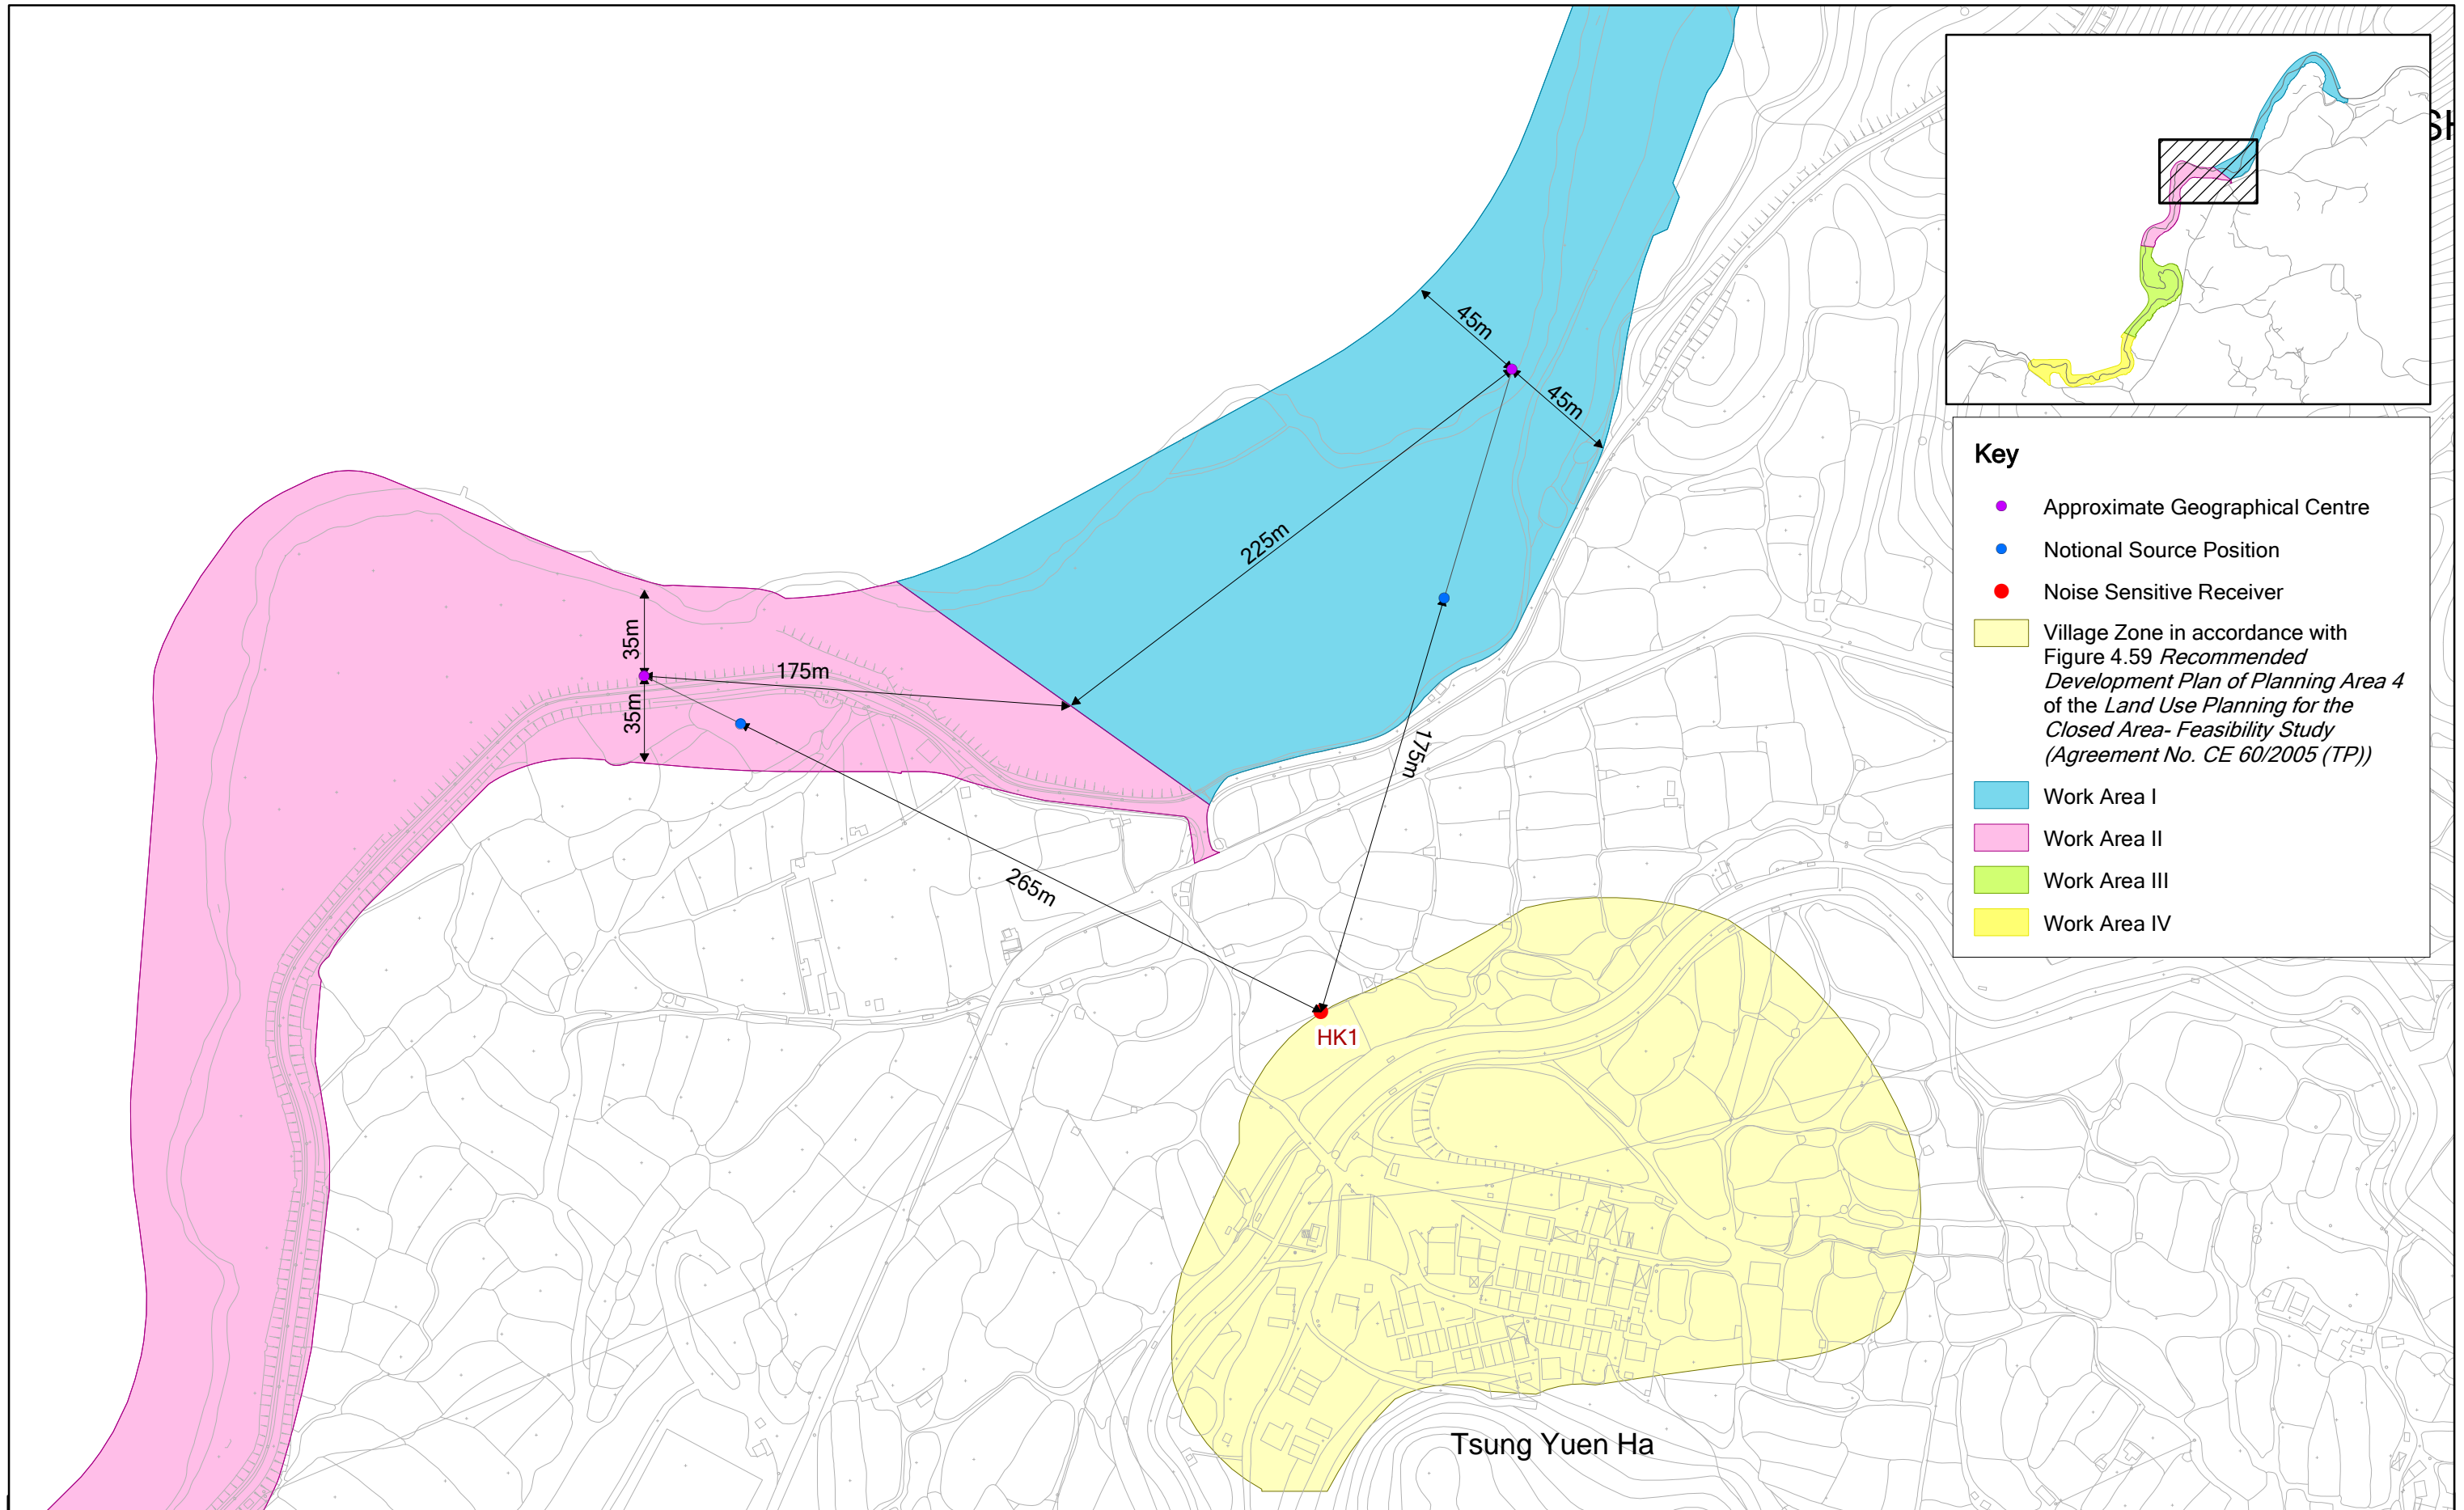 SH
45m
45m
225m
35m
175m
35m
175m
265m
HK1
Tsung Yuen Ha
Key
Approximate Geographical Centre
Notional Source Position
Noise Sensitive Receiver
Village Zone in accordance with
Figure 4.59 Recommended
Development Plan of Planning Area 4
of the Land Use Planning for the
Closed Area- Feasibility Study
(Agreement No. CE 60/2005 (TP))
Work Area I
Work Area II
Work Area III
Work Area IV